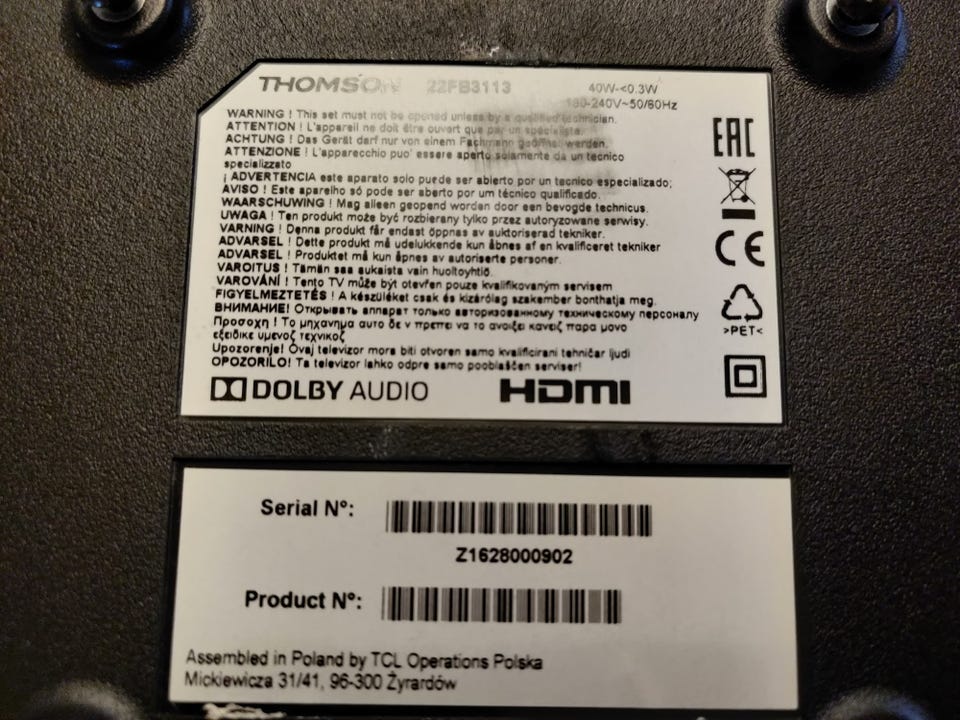 THOMSON 22FB3113
40W-<0.3W
180-240V~50/60Hz
WARNING ! This set must not be opened unless by a qualified technician.
ATTENTION ! L'appareil ne doit être ouvert que par un spécialiste.
ACHTUNG ! Das Gerät darf nur von einem Fachmann geöffnet werden.
ATTENZIONE ! L'apparecchio puo' essere aperto solamente da un tecnico
specializzato
¡ ADVERTENCIA este aparato solo puede ser abierto por un tecnico especializado;
AVISO ! Este aparelho só pode ser aberto por um técnico qualificado.
WAARSCHUWING ! Mag alleen geopend worden door een bevogde technicus.
UWAGA ! Ten produkt może być rozbierany tylko przez autoryzowane serwisy.
VARNING ! Denna produkt får endast öppnas av auktoriserad tekniker.
ADVARSEL ! Dette produkt må udelukkende kun åbnes af en kvalificeret tekniker
ADVARSEL ! Produktet må kun åpnes av autoriserte personer.
VAROITUS ! Tämän saa aukaista vain huoltoyhtiö.
VAROVÁNÍ ! Tento TV může být otevřen pouze kvalifikovaným servisem
FIGYELMEZTETÉS ! A készüléket csak és kizárólag szakember bonthatja meg.
ВНИМАНИЕ! Открывать аппарат только авторизованному техническому персоналу
Προσοχη ! Το μηχανημα αυτο δε ν πρεπει να το ανοιξει κανειζ παρα μονο
εξειδικε υμενοζ τεχνικοζ
Upozorenje! Ovaj televizor mora biti otvoren samo kvalificirani tehničar ljudi
OPOZORILO! Ta televizor lahko odpre samo pooblaščen serviser!
DOLBY AUDIO HDMI
EAC
CE
>PET<
Serial N°:
Z1628000902
Product N°:
Assembled in Poland by TCL Operations Polska
Mickiewicza 31/41, 96-300 Żyrardów